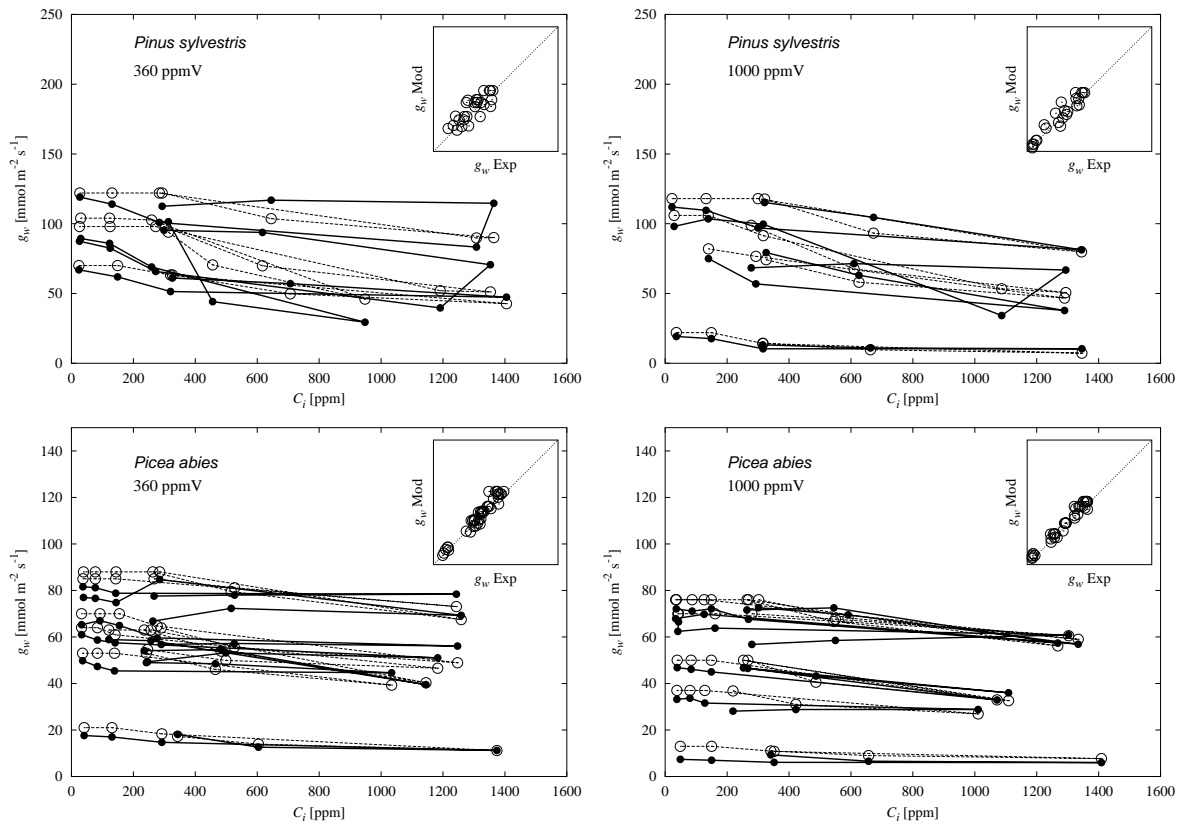 250
200
150
100
50
0
g_w [mmol m⁻² s⁻¹]
Pinus sylvestris
360 ppmV
g_w Mod
g_w Exp
0 200 400 600 800 1000 1200 1400 1600
C_i [ppm]
250
200
150
100
50
0
g_w [mmol m⁻² s⁻¹]
Pinus sylvestris
1000 ppmV
g_w Mod
g_w Exp
0 200 400 600 800 1000 1200 1400 1600
C_i [ppm]
140
120
100
80
60
40
20
0
g_w [mmol m⁻² s⁻¹]
Picea abies
360 ppmV
g_w Mod
g_w Exp
0 200 400 600 800 1000 1200 1400 1600
C_i [ppm]
140
120
100
80
60
40
20
0
g_w [mmol m⁻² s⁻¹]
Picea abies
1000 ppmV
g_w Mod
g_w Exp
0 200 400 600 800 1000 1200 1400 1600
C_i [ppm]